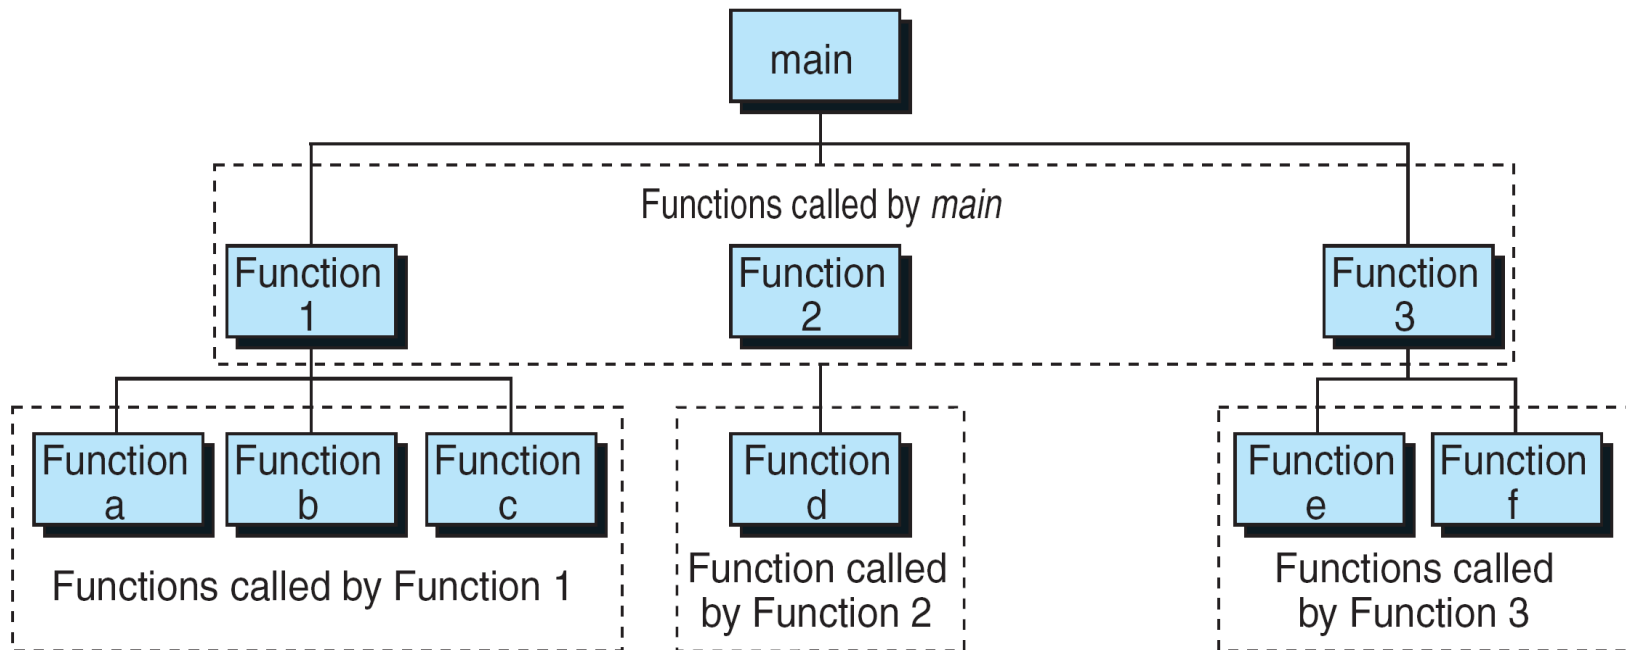 main
Functions called by main
Function
1
Function
2
Function
3
Function
a
Function
b
Function
c
Function
d
Function
e
Function
f
Functions called by Function 1
Function called
by Function 2
Functions called
by Function 3